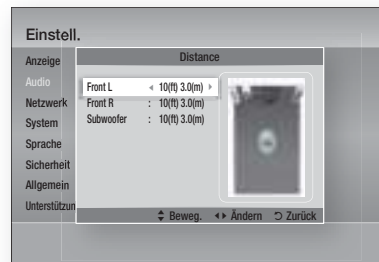 Einstell.
Distance
Anzeige
Audio
Netzwerk
System
Sprache
Sicherheit
Allgemein
Unterstützun
Front L ◂ 10(ft) 3.0(m) ▸
Front R : 10(ft) 3.0(m)
Subwoofer : 10(ft) 3.0(m)
Beweg. Ändern Zurück